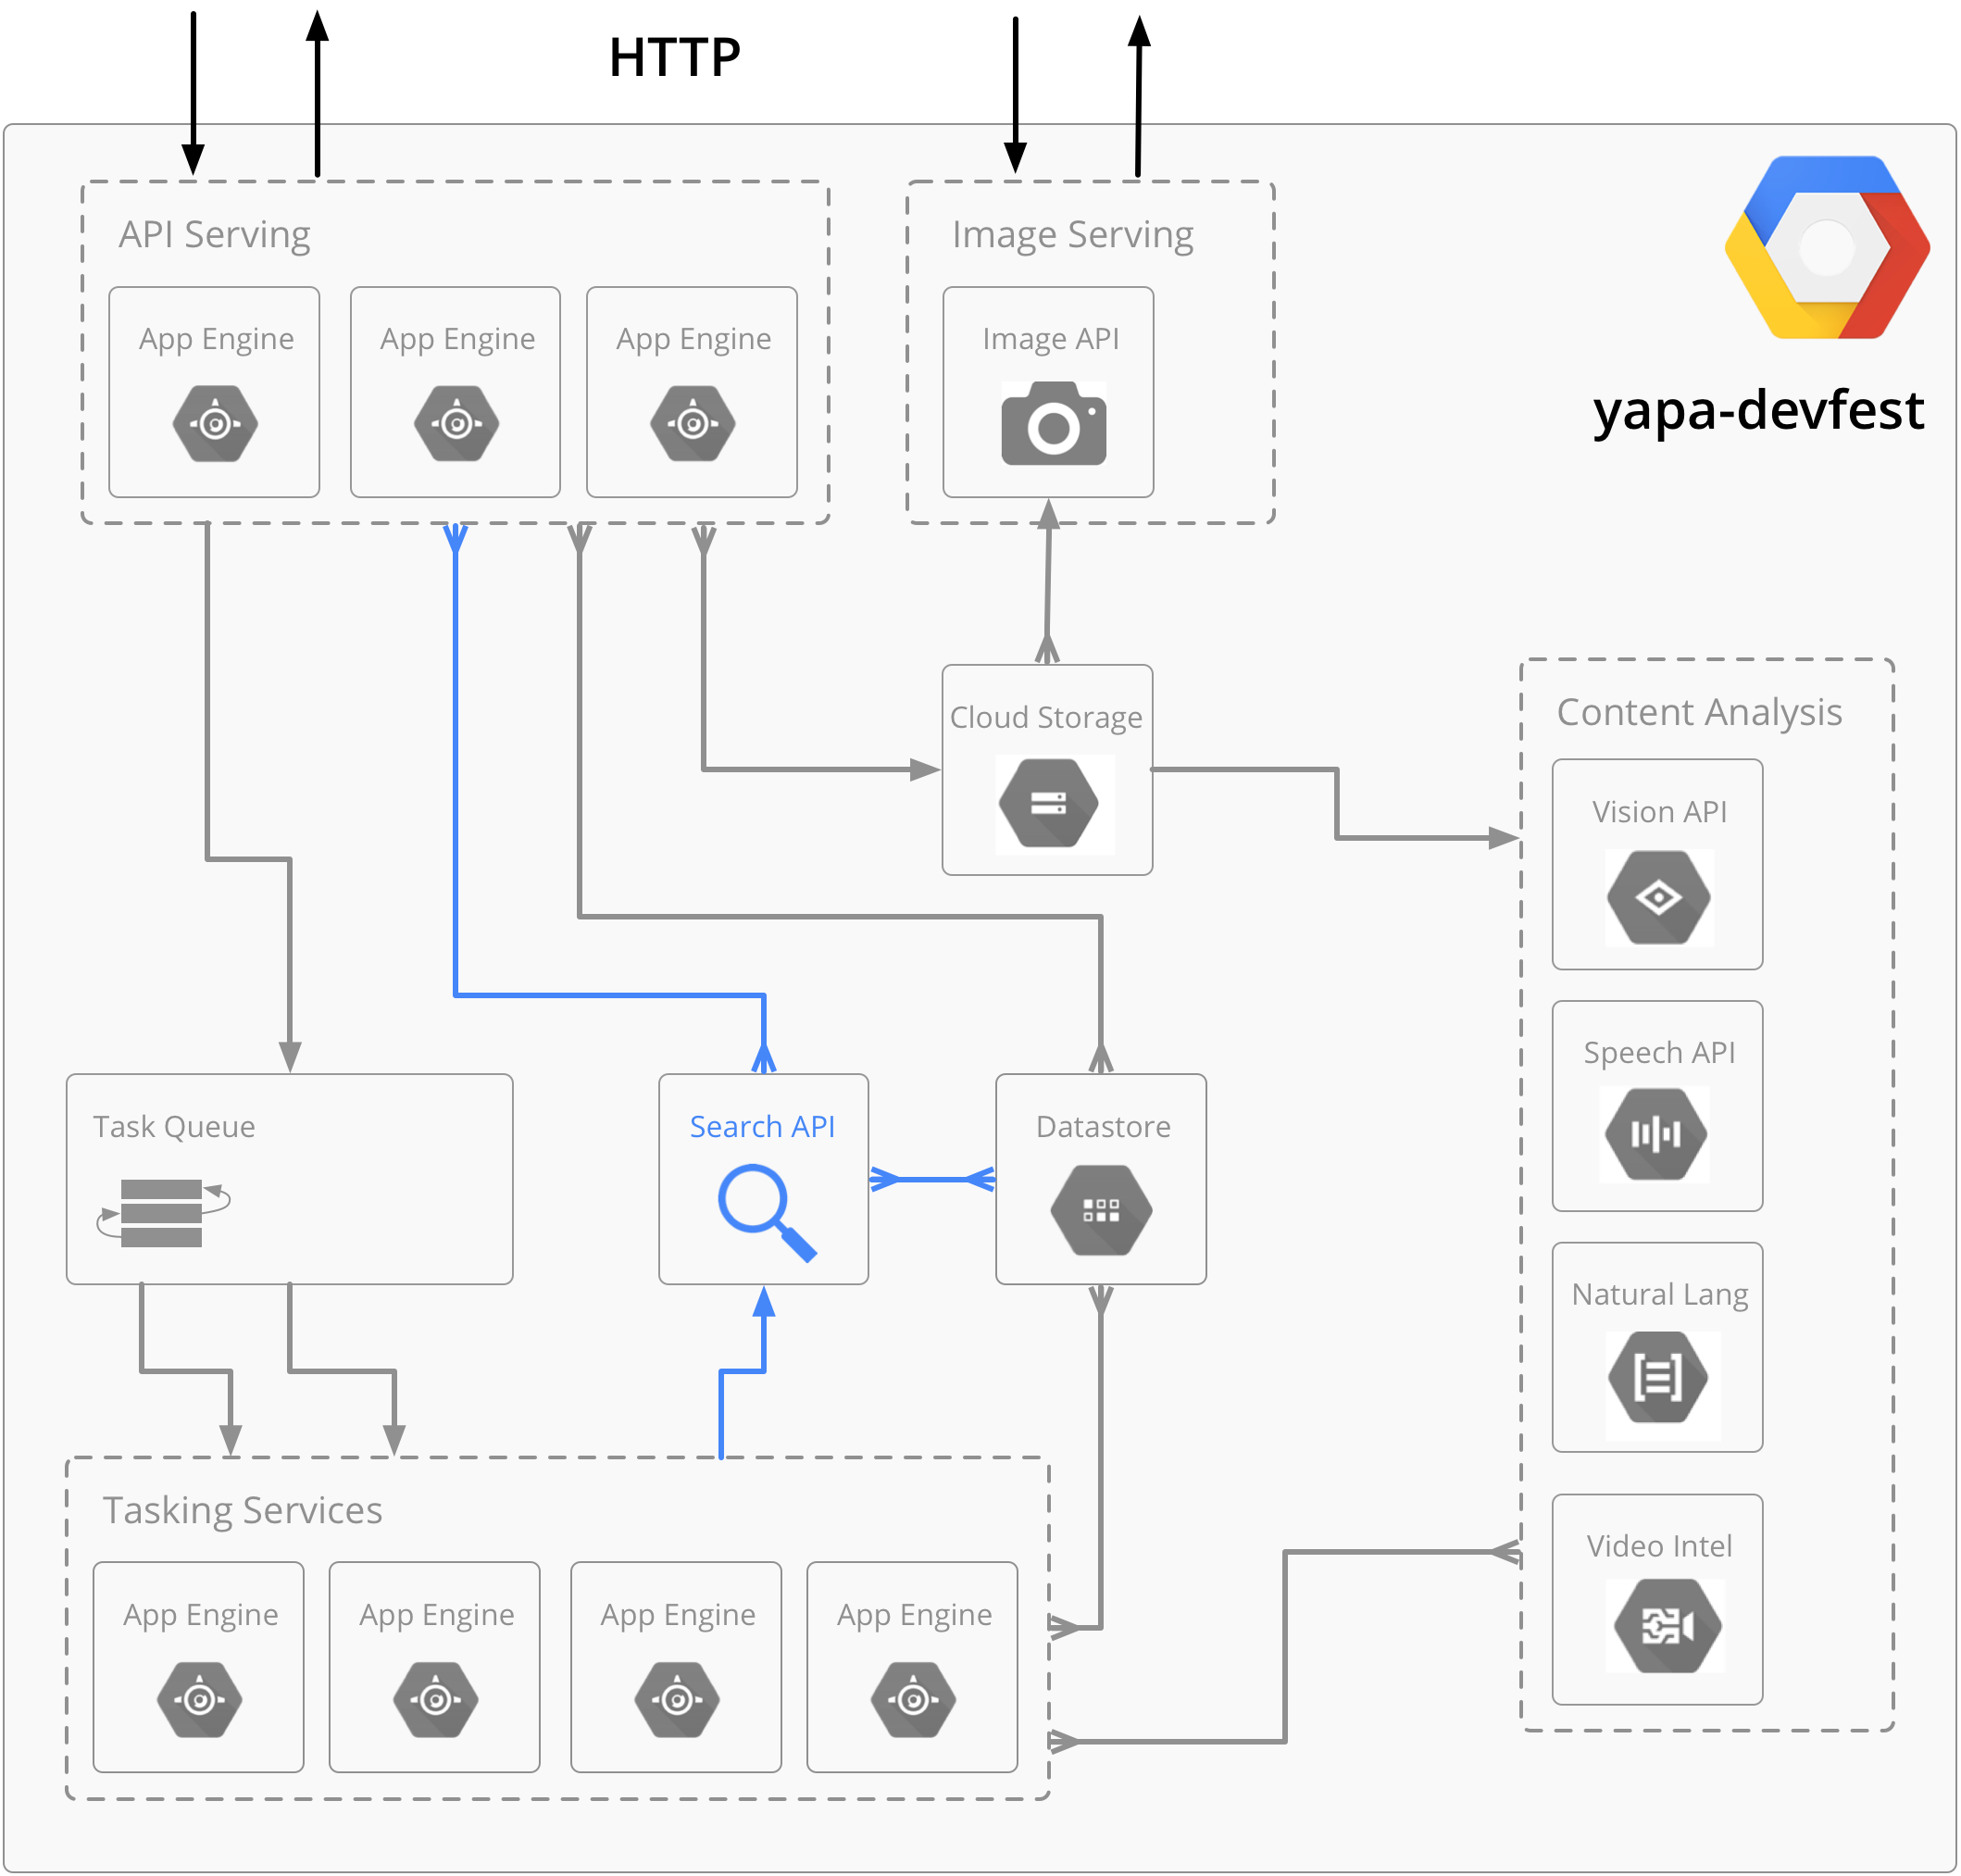 HTTP
API Serving
App Engine
App Engine
App Engine
Image Serving
Image API
yapa-devfest
Cloud Storage
Content Analysis
Vision API
Speech API
Natural Lang
Video Intel
Task Queue
Search API
Datastore
Tasking Services
App Engine
App Engine
App Engine
App Engine